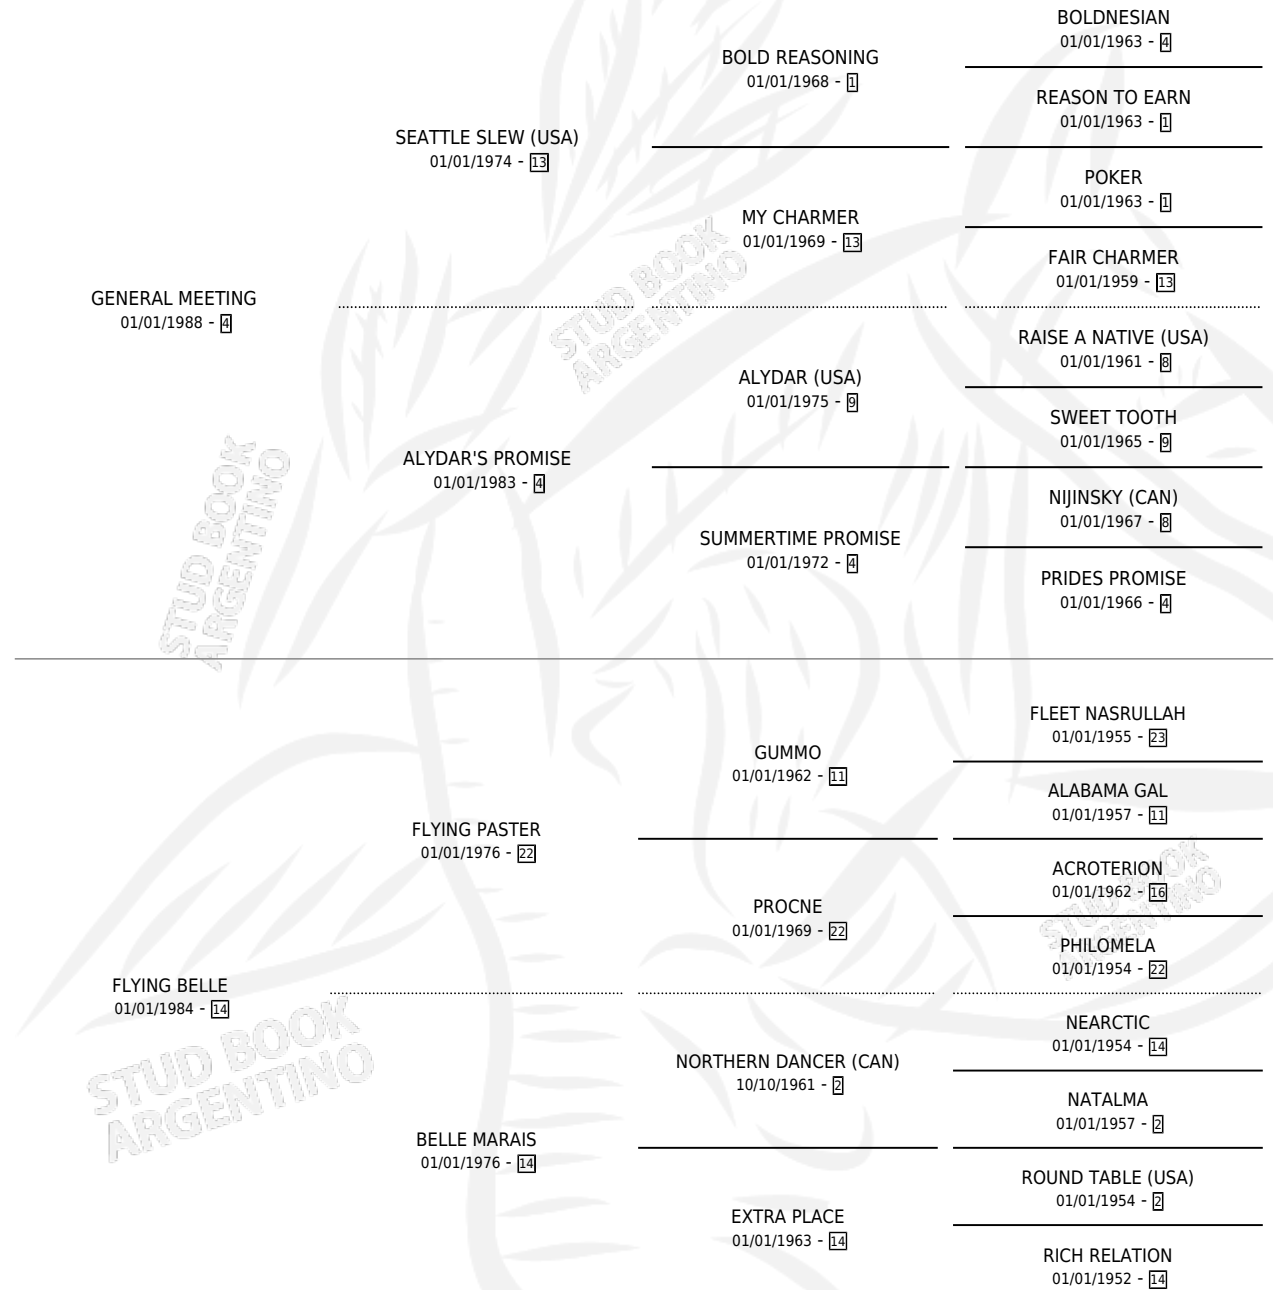 BOLDNESIAN
01/01/1963 - 4
BOLD REASONING
01/01/1968 - 1
REASON TO EARN
01/01/1963 - 1
SEATTLE SLEW (USA)
01/01/1974 - 13
POKER
01/01/1963 - 1
MY CHARMER
01/01/1969 - 13
FAIR CHARMER
01/01/1959 - 13
GENERAL MEETING
01/01/1988 - 4
RAISE A NATIVE (USA)
01/01/1961 - 8
ALYDAR (USA)
01/01/1975 - 9
SWEET TOOTH
01/01/1965 - 9
ALYDAR'S PROMISE
01/01/1983 - 4
NIJINSKY (CAN)
01/01/1967 - 8
SUMMERTIME PROMISE
01/01/1972 - 4
PRIDES PROMISE
01/01/1966 - 4
FLEET NASRULLAH
01/01/1955 - 23
GUMMO
01/01/1962 - 11
ALABAMA GAL
01/01/1957 - 11
FLYING PASTER
01/01/1976 - 22
ACROTERION
01/01/1962 - 16
PROCNE
01/01/1969 - 22
PHILOMELA
01/01/1954 - 22
FLYING BELLE
01/01/1984 - 14
NEARCTIC
01/01/1954 - 14
NORTHERN DANCER (CAN)
10/10/1961 - 2
NATALMA
01/01/1957 - 2
BELLE MARAIS
01/01/1976 - 14
ROUND TABLE (USA)
01/01/1954 - 2
EXTRA PLACE
01/01/1963 - 14
RICH RELATION
01/01/1952 - 14
STUD BOOK
ARGENTINO
STUD BOOK
ARGENTINO
STUD BOOK
ARGENTINO
STUD BOOK
ARGENTINO